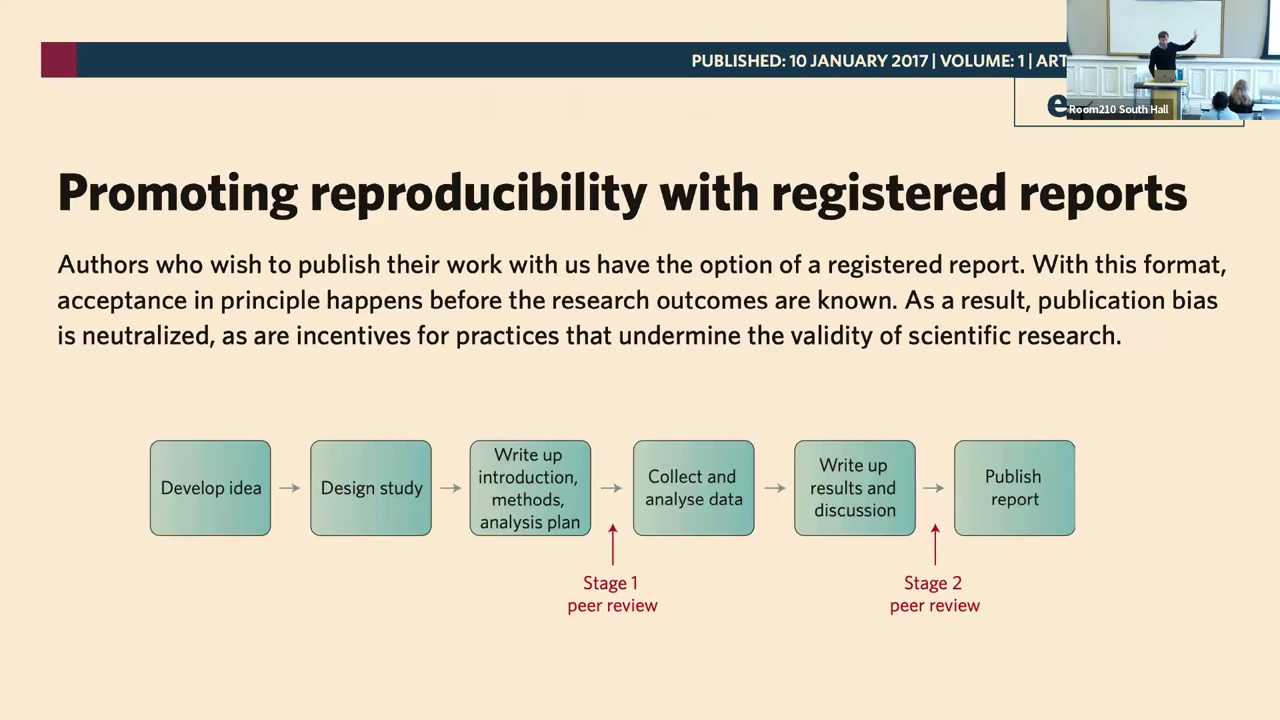 PUBLISHED: 10 JANUARY 2017 | VOLUME: 1 | ART
e
Room210 South Hall
Promoting reproducibility with registered reports
Authors who wish to publish their work with us have the option of a registered report. With this format,
acceptance in principle happens before the research outcomes are known. As a result, publication bias
is neutralized, as are incentives for practices that undermine the validity of scientific research.
Develop idea
Design study
Write up
introduction,
methods,
analysis plan
Collect and
analyse data
Write up
results and
discussion
Publish
report
Stage 1
peer review
Stage 2
peer review